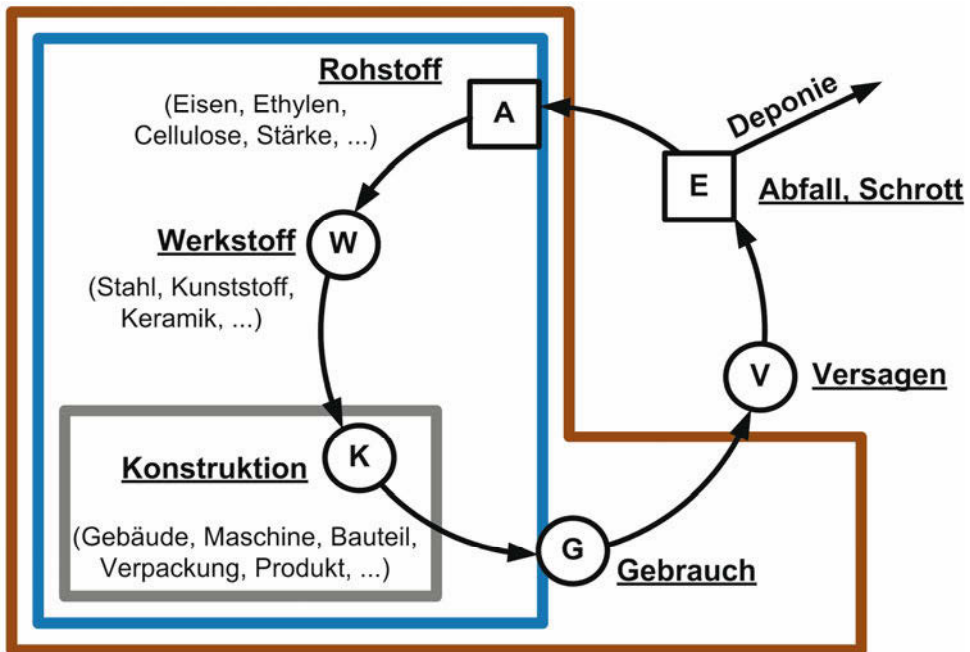 Rohstoff
(Eisen, Ethylen,
Cellulose, Stärke, ...)
A
Deponie
E
Abfall, Schrott
Werkstoff
W
(Stahl, Kunststoff,
Keramik, ...)
V
Versagen
Konstruktion
K
(Gebäude, Maschine, Bauteil,
Verpackung, Produkt, ...)
G
Gebrauch